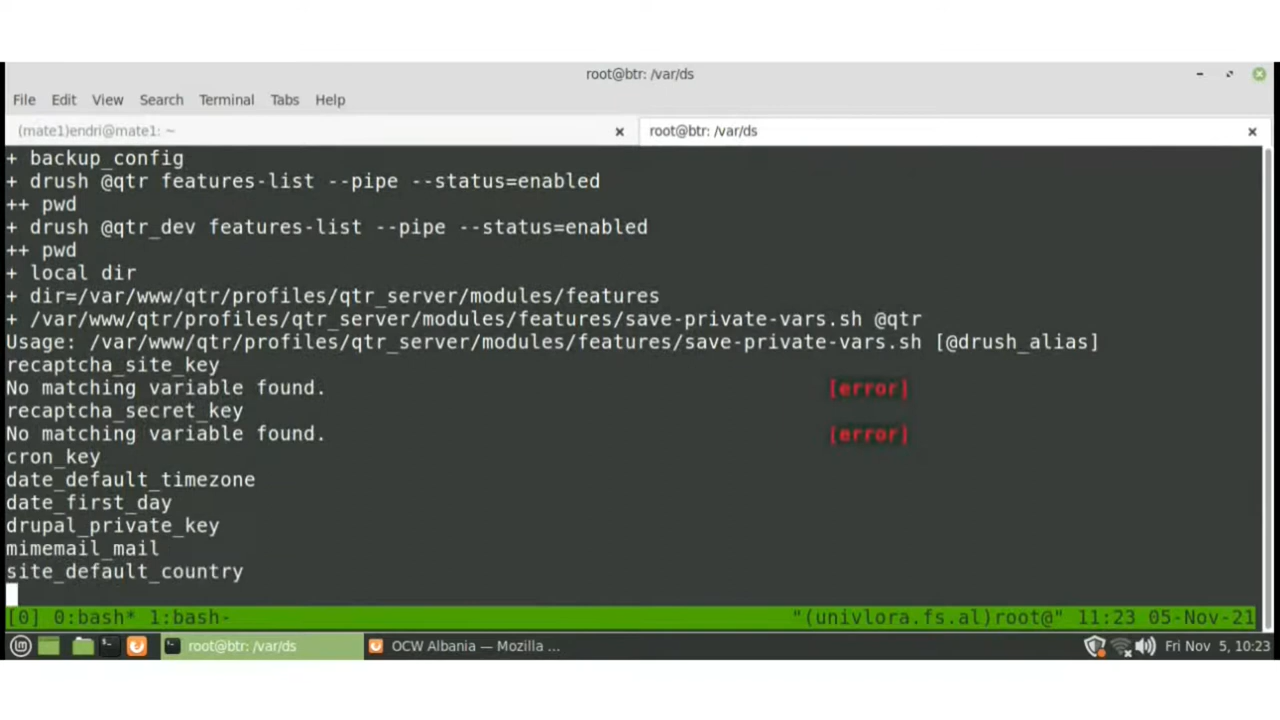 root@btr: /var/ds
File Edit View Search Terminal Tabs Help
(mate1)endri@mate1: ~
root@btr: /var/ds
+ backup_config
+ drush @qtr features-list --pipe --status=enabled
++ pwd
+ drush @qtr_dev features-list --pipe --status=enabled
++ pwd
+ local dir
+ dir=/var/www/qtr/profiles/qtr_server/modules/features
+ /var/www/qtr/profiles/qtr_server/modules/features/save-private-vars.sh @qtr
Usage: /var/www/qtr/profiles/qtr_server/modules/features/save-private-vars.sh [@drush_alias]
recaptcha_site_key
No matching variable found. [error]
recaptcha_secret_key
No matching variable found. [error]
cron_key
date_default_timezone
date_first_day
drupal_private_key
mimemail_mail
site_default_country
[0] 0:bash* 1:bash- "(univlora.fs.al)root@" 11:23 05-Nov-21
root@btr: /var/ds OCW Albania — Mozilla ... Fri Nov 5, 10:23